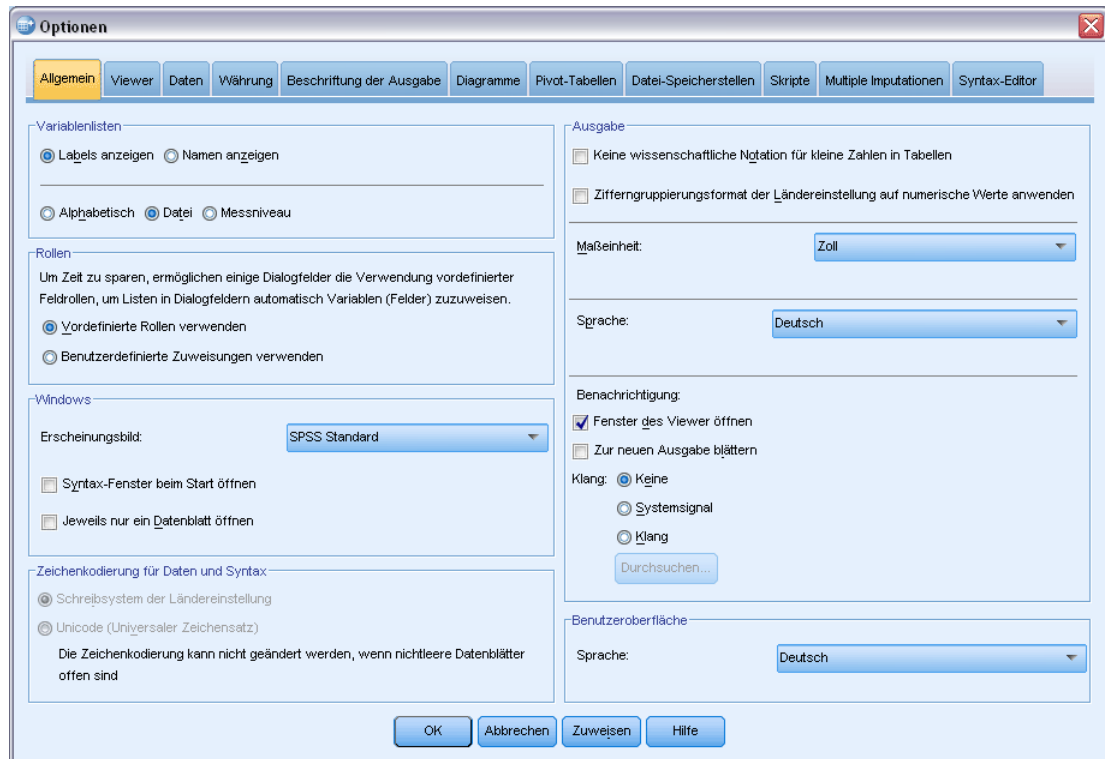 Optionen
Allgemein Viewer Daten Währung Beschriftung der Ausgabe Diagramme Pivot-Tabellen Datei-Speicherstellen Skripte Multiple Imputationen Syntax-Editor
Variablenlisten
Labels anzeigen Namen anzeigen
Alphabetisch Datei Messniveau
Rollen
Um Zeit zu sparen, ermöglichen einige Dialogfelder die Verwendung vordefinierter
Feldrollen, um Listen in Dialogfeldern automatisch Variablen (Felder) zuzuweisen.
Vordefinierte Rollen verwenden
Benutzerdefinierte Zuweisungen verwenden
Windows
Erscheinungsbild: SPSS Standard
Syntax-Fenster beim Start öffnen
Jeweils nur ein Datenblatt öffnen
Zeichenkodierung für Daten und Syntax
Schreibsystem der Ländereinstellung
Unicode (Universaler Zeichensatz)
Die Zeichenkodierung kann nicht geändert werden, wenn nichtleere Datenblätter
offen sind
Ausgabe
Keine wissenschaftliche Notation für kleine Zahlen in Tabellen
Zifferngruppierungsformat der Ländereinstellung auf numerische Werte anwenden
Maßeinheit: Zoll
Sprache: Deutsch
Benachrichtigung:
Fenster des Viewer öffnen
Zur neuen Ausgabe blättern
Klang: Keine
Systemsignal
Klang
Durchsuchen...
Benutzeroberfläche
Sprache: Deutsch
OK Abbrechen Zuweisen Hilfe